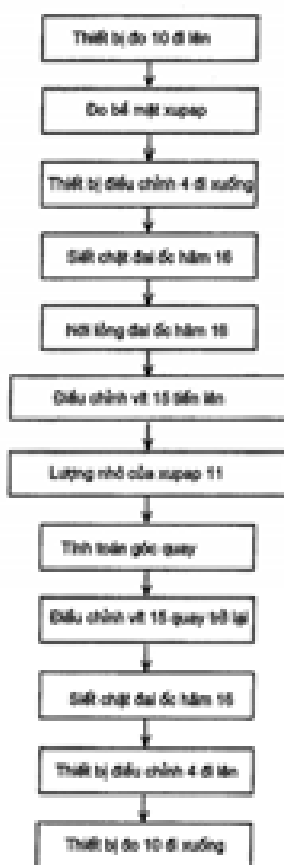 Thiết bị đo 10 đi lên
Đo bề mặt xupap
Thiết bị điều chỉnh 4 đi xuống
Siết chặt đai ốc hãm 16
Nới lỏng đai ốc hãm 16
Điều chỉnh vít 15 tiến lên
Lượng nhô của xupap 11
Tính toán góc quay
Điều chỉnh vít 15 quay trở lại
Siết chặt đai ốc hãm 16
Thiết bị điều chỉnh 4 đi lên
Thiết bị đo 10 đi xuống